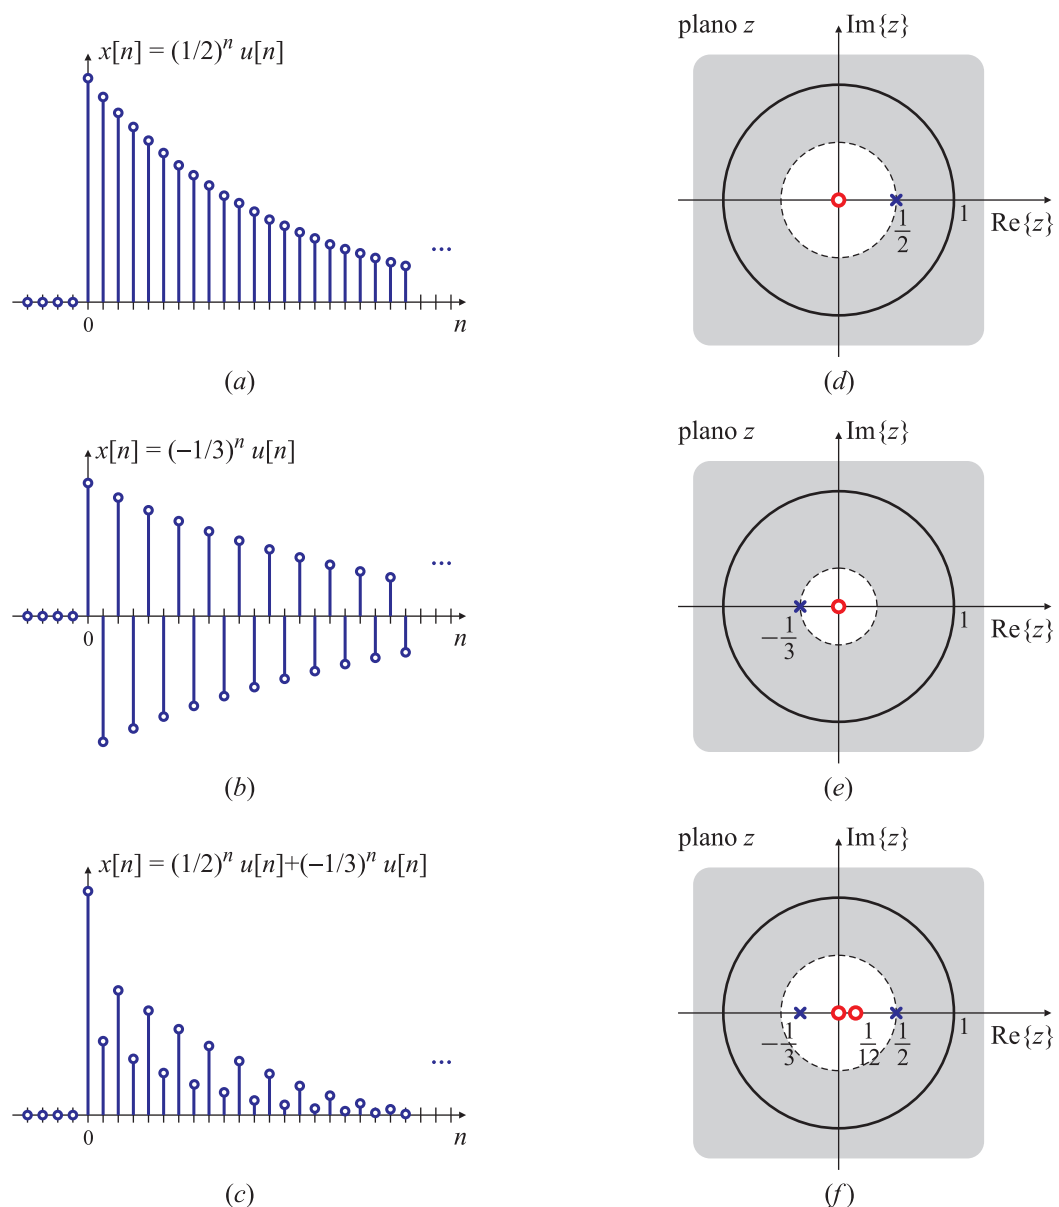 x[n] = (1/2)^n u[n]
0
n
...
(a)
plano z
Im{z}
1/2
1
Re{z}
(d)
x[n] = (−1/3)^n u[n]
0
...
(b)
plano z
Im{z}
−1/3
1
Re{z}
(e)
x[n] = (1/2)^n u[n]+(−1/3)^n u[n]
0
n
...
(c)
plano z
Im{z}
−1/3
1/12
1/2
1
Re{z}
(f)